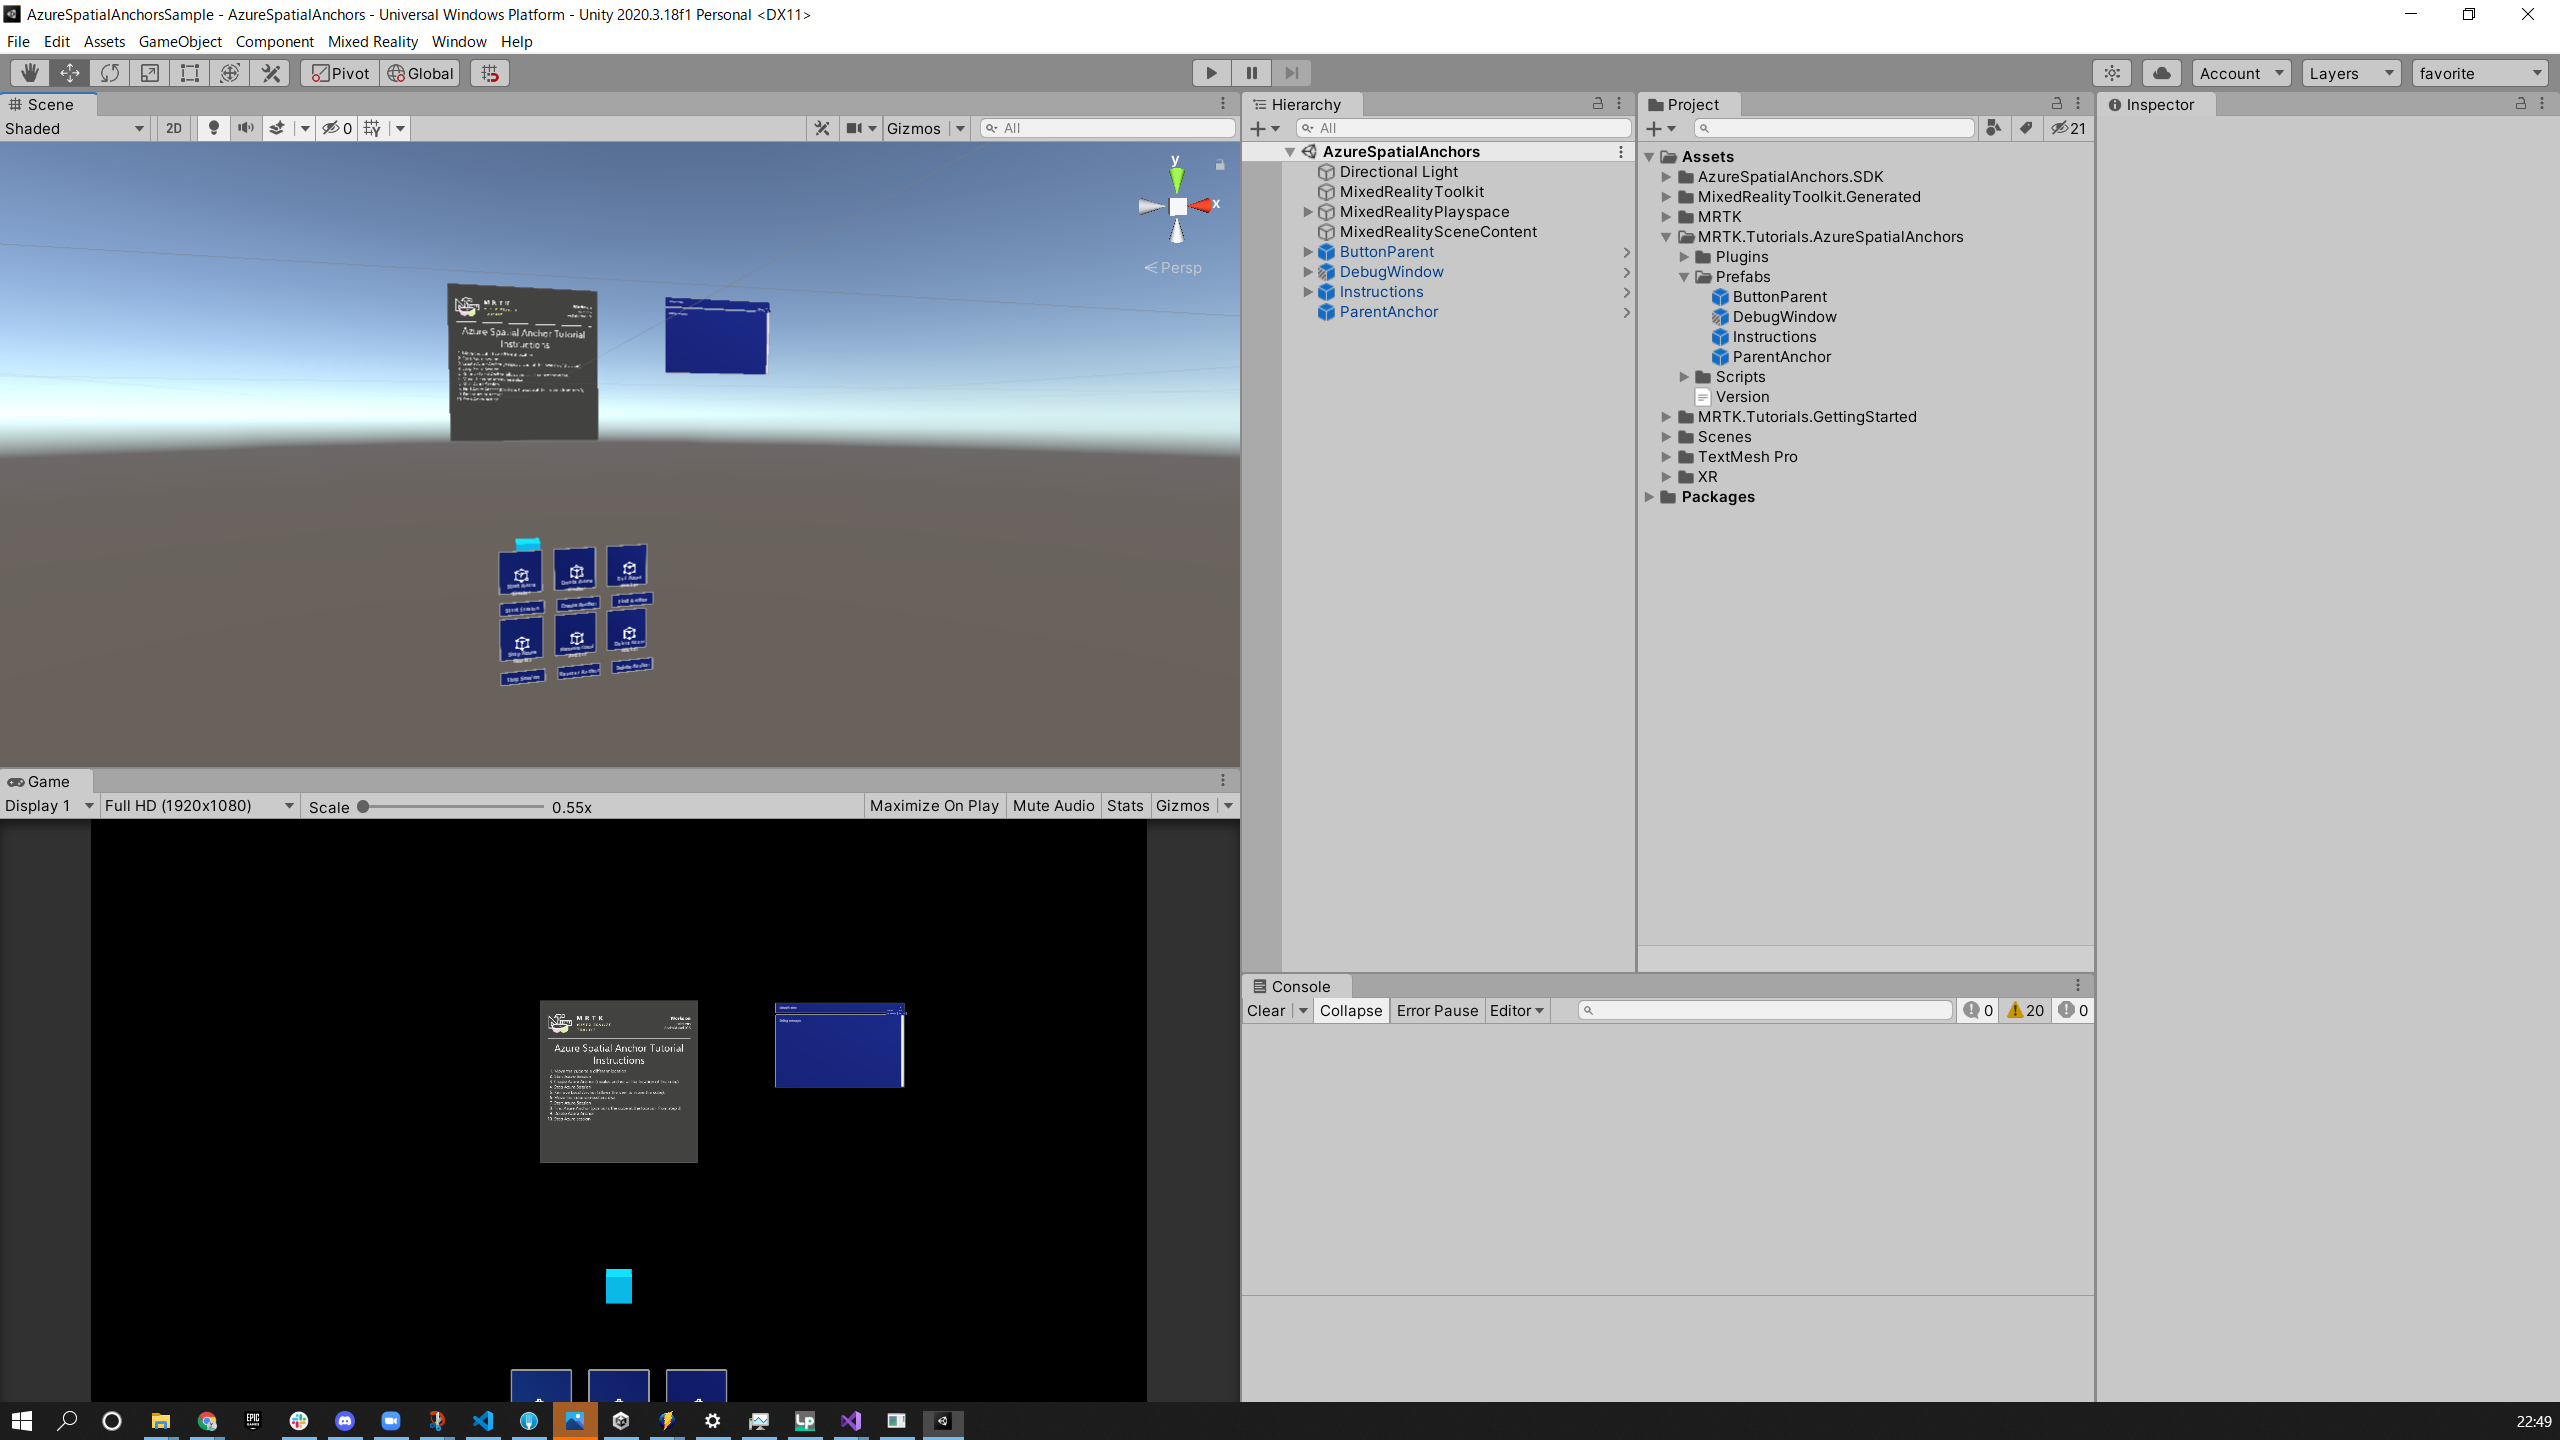 AzureSpatialAnchorsSample - AzureSpatialAnchors - Universal Windows Platform - Unity 2020.3.18f1 Personal <DX11>
File Edit Assets GameObject Component Mixed Reality Window Help
Pivot Global Account Layers favorite
Scene
Shaded 2D 0 Gizmos All
y
x
Persp
MRTK
Azure Spatial Anchor Tutorial
Instructions
Game
Display 1 Full HD (1920x1080) Scale 0.55x Maximize On Play Mute Audio Stats Gizmos
MRTK
Azure Spatial Anchor Tutorial
Instructions
Hierarchy
All
AzureSpatialAnchors
Directional Light
MixedRealityToolkit
MixedRealityPlayspace
MixedRealitySceneContent
ButtonParent
DebugWindow
Instructions
ParentAnchor
Project
21
Assets
AzureSpatialAnchors.SDK
MixedRealityToolkit.Generated
MRTK
MRTK.Tutorials.AzureSpatialAnchors
Plugins
Prefabs
ButtonParent
DebugWindow
Instructions
ParentAnchor
Scripts
Version
MRTK.Tutorials.GettingStarted
Scenes
TextMesh Pro
XR
Packages
Inspector
Console
Clear Collapse Error Pause Editor 0 20 0
EPIC GAMES
Lp
22:49